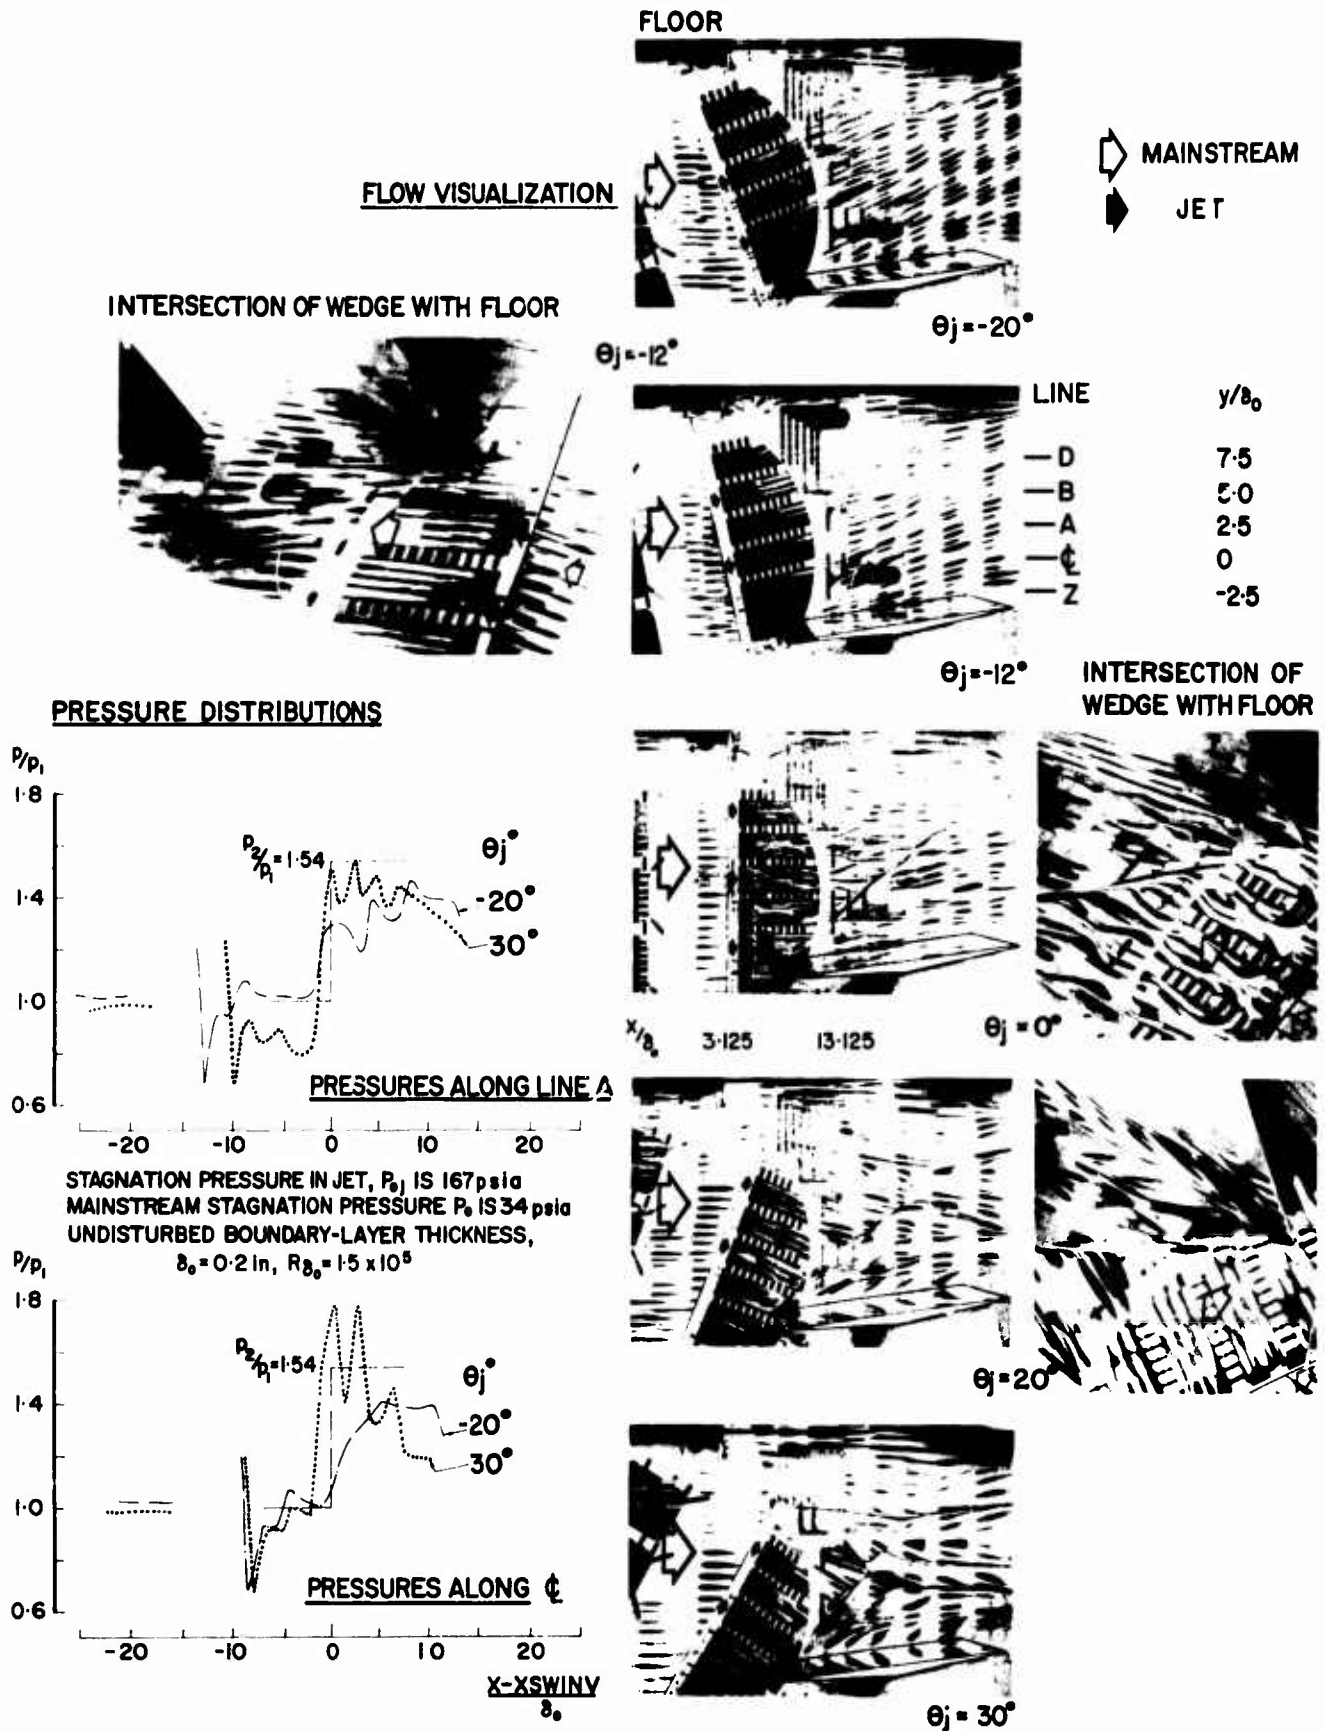 FLOOR
MAINSTREAM
FLOW VISUALIZATION
JET
INTERSECTION OF WEDGE WITH FLOOR
θj = -20°
θj = -12°
LINE y/δ₀
D 7·5
B 5·0
A 2·5
℄ 0
Z -2·5
θj = -12°
INTERSECTION OF
WEDGE WITH FLOOR
PRESSURE DISTRIBUTIONS
P/P₁
1·8
P₂/P₁ = 1·54
θj°
1·4
-20°
30°
1·0
x/δ₀ 3·125 13·125
θj = 0°
PRESSURES ALONG LINE A
0·6
-20 -10 0 10 20
STAGNATION PRESSURE IN JET, P₀j IS 167 psia
MAINSTREAM STAGNATION PRESSURE P₀ IS 34 psia
UNDISTURBED BOUNDARY-LAYER THICKNESS,
δ₀ = 0·2 in, Rδ₀ = 1·5 x 10⁵
P/P₁
1·8
P₂/P₁ = 1·54
θj°
θj = 20°
1·4
-20°
30°
1·0
PRESSURES ALONG ℄
0·6
-20 -10 0 10 20
X-XSWINV
δ₀
θj = 30°